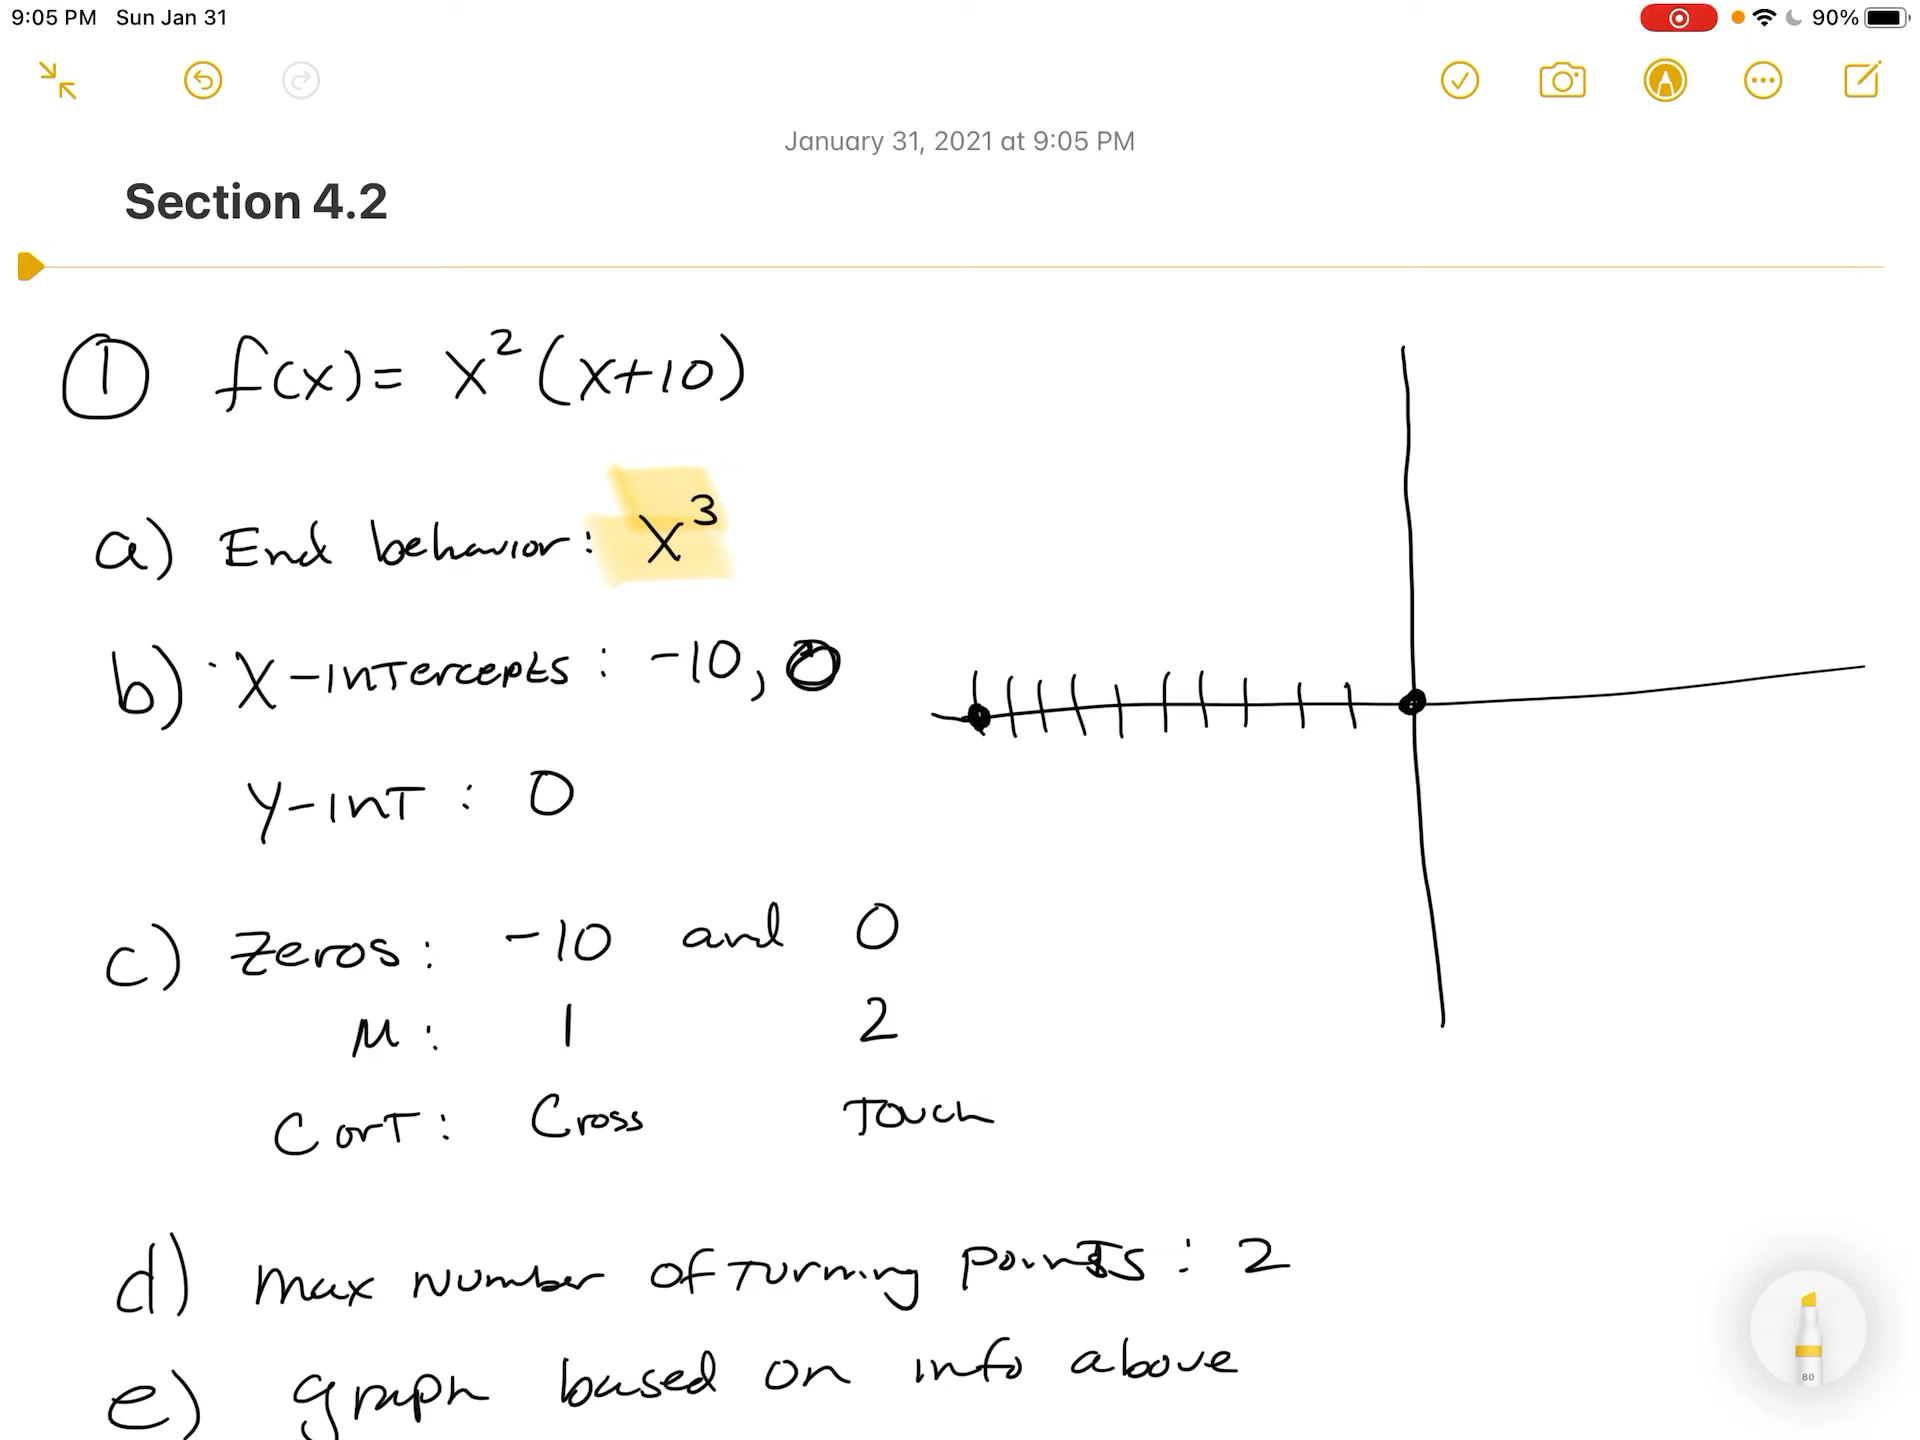 9:05 PM Sun Jan 31 90%
January 31, 2021 at 9:05 PM
Section 4.2
① f(x)= x²(x+10)
a) End behavior: x³
b) X-intercepts: -10, 0
Y-int: 0
c) Zeros: -10 and 0
M: 1 2
C or T: Cross Touch
d) max number of turning points: 2
e) graph based on info above
80